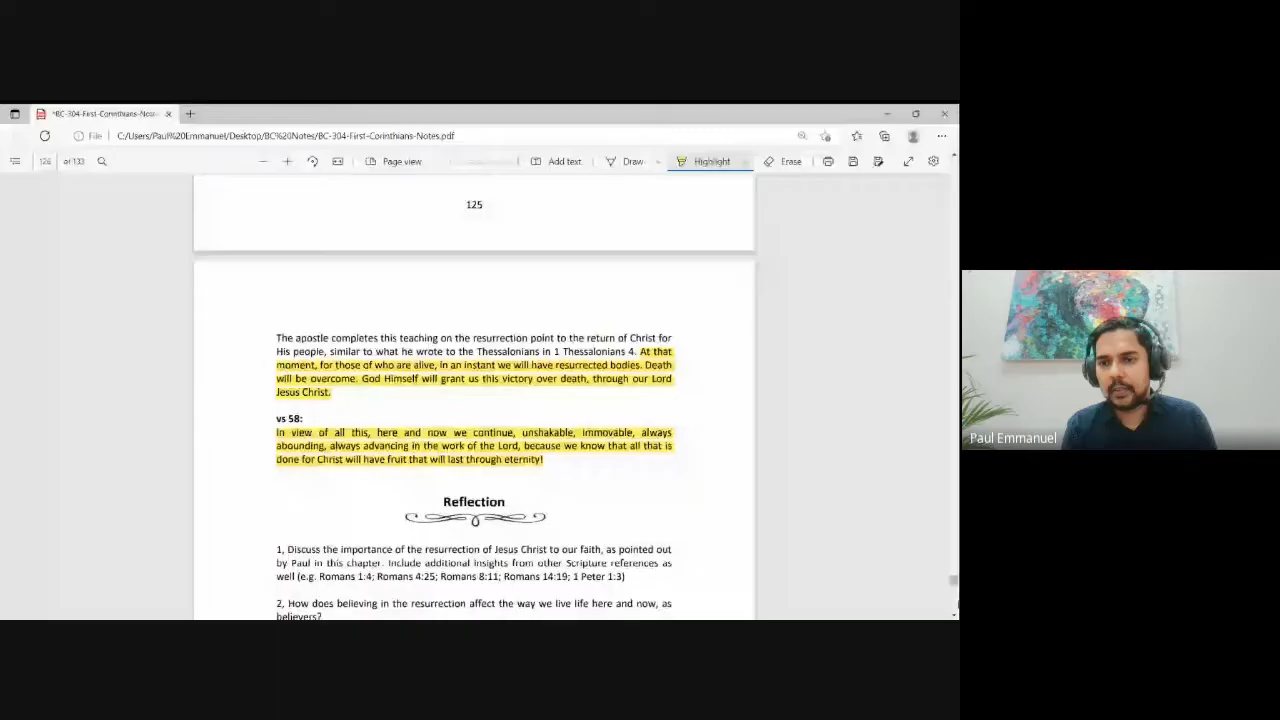 *BC-304-First-Corinthians-Notes
File
C:/Users/Paul%20Emmanuel/Desktop/BC%20Notes/BC-304-First-Corinthians-Notes.pdf
126 of 133
Page view
Add text
Draw
Highlight
Erase
125
The apostle completes this teaching on the resurrection point to the return of Christ for
His people, similar to what he wrote to the Thessalonians in 1 Thessalonians 4. At that
moment, for those of who are alive, in an instant we will have resurrected bodies. Death
will be overcome. God Himself will grant us this victory over death, through our Lord
Jesus Christ.
vs 58:
In view of all this, here and now we continue, unshakable, immovable, always
abounding, always advancing in the work of the Lord, because we know that all that is
done for Christ will have fruit that will last through eternity!
Reflection
1, Discuss the importance of the resurrection of Jesus Christ to our faith, as pointed out
by Paul in this chapter. Include additional insights from other Scripture references as
well (e.g. Romans 1:4; Romans 4:25; Romans 8:11; Romans 14:19; 1 Peter 1:3)
2, How does believing in the resurrection affect the way we live life here and now, as
believers?
Paul Emmanuel